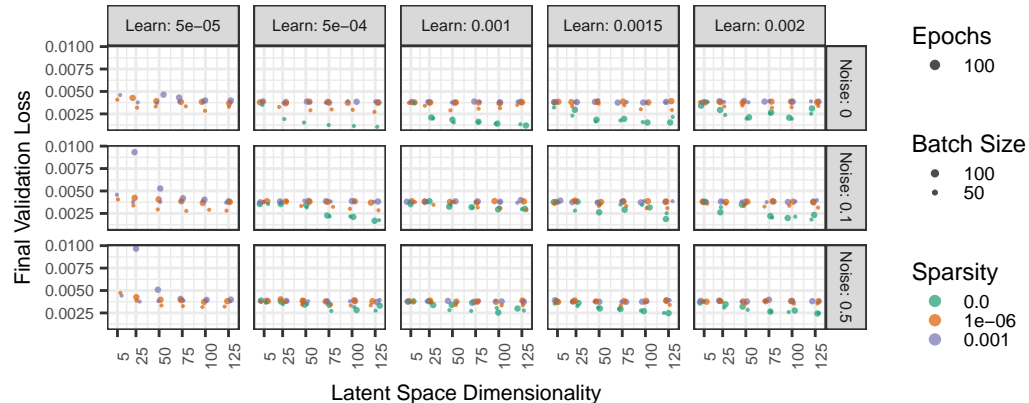 Learn: 5e−05 Learn: 5e−04 Learn: 0.001 Learn: 0.0015 Learn: 0.002
Final Validation Loss
0.0100
0.0075
0.0050
0.0025
Noise: 0
0.0100
0.0075
0.0050
0.0025
Noise: 0.1
0.0100
0.0075
0.0050
0.0025
Noise: 0.5
5 25 50 75 100 125 5 25 50 75 100 125 5 25 50 75 100 125 5 25 50 75 100 125 5 25 50 75 100 125
Latent Space Dimensionality
Epochs
100
Batch Size
100
50
Sparsity
0.0
1e−06
0.001